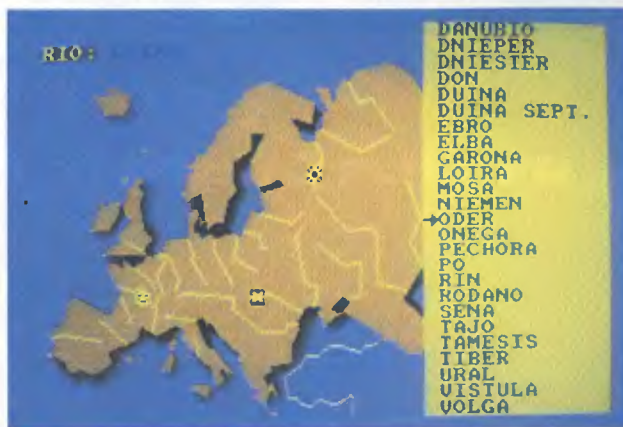 RIO:
DANUBIO
DNIEPER
DNIESTER
DON
DUINA
DUINA SEPT.
EBRO
ELBA
GARONA
LOIRA
MOSA
NIEMEN
ODER
ONEGA
PECHORA
PO
RIN
RODANO
SENA
TAJO
TAMESIS
TIBER
URAL
VISTULA
VOLGA